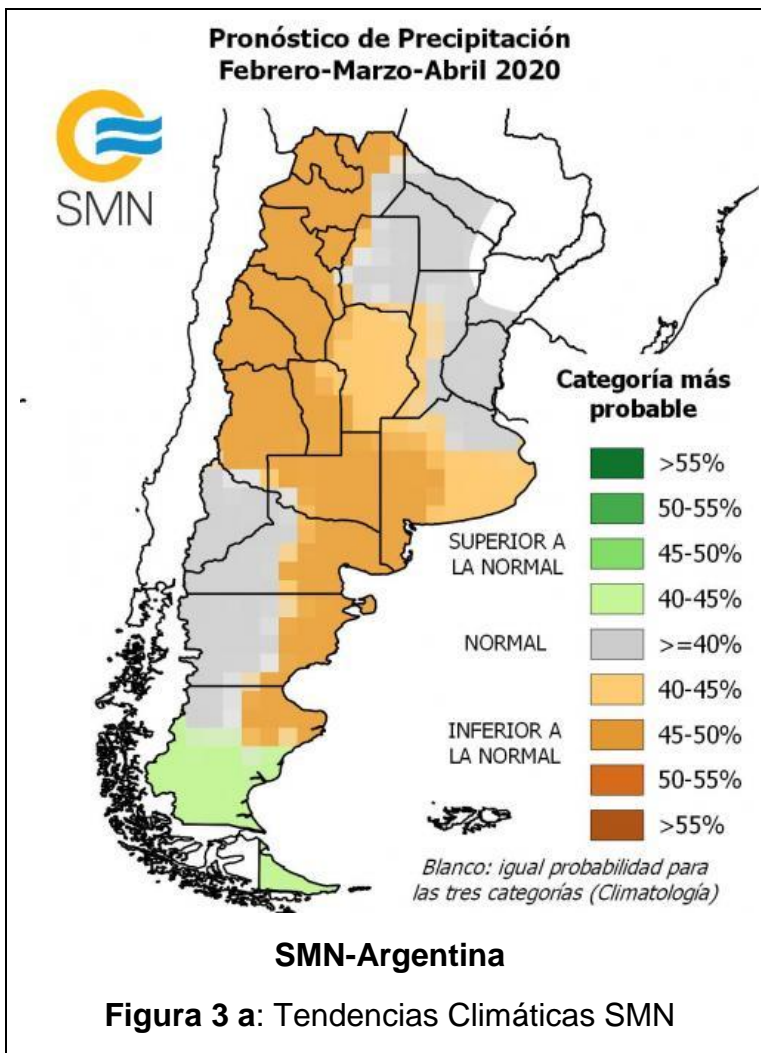 Pronóstico de Precipitación
Febrero-Marzo-Abril 2020
SMN
Categoría más
probable
>55%
50-55%
SUPERIOR A
LA NORMAL
45-50%
40-45%
NORMAL
>=40%
40-45%
INFERIOR A
LA NORMAL
45-50%
50-55%
>55%
Blanco: igual probabilidad para
las tres categorías (Climatología)
SMN-Argentina
Figura 3 a: Tendencias Climáticas SMN